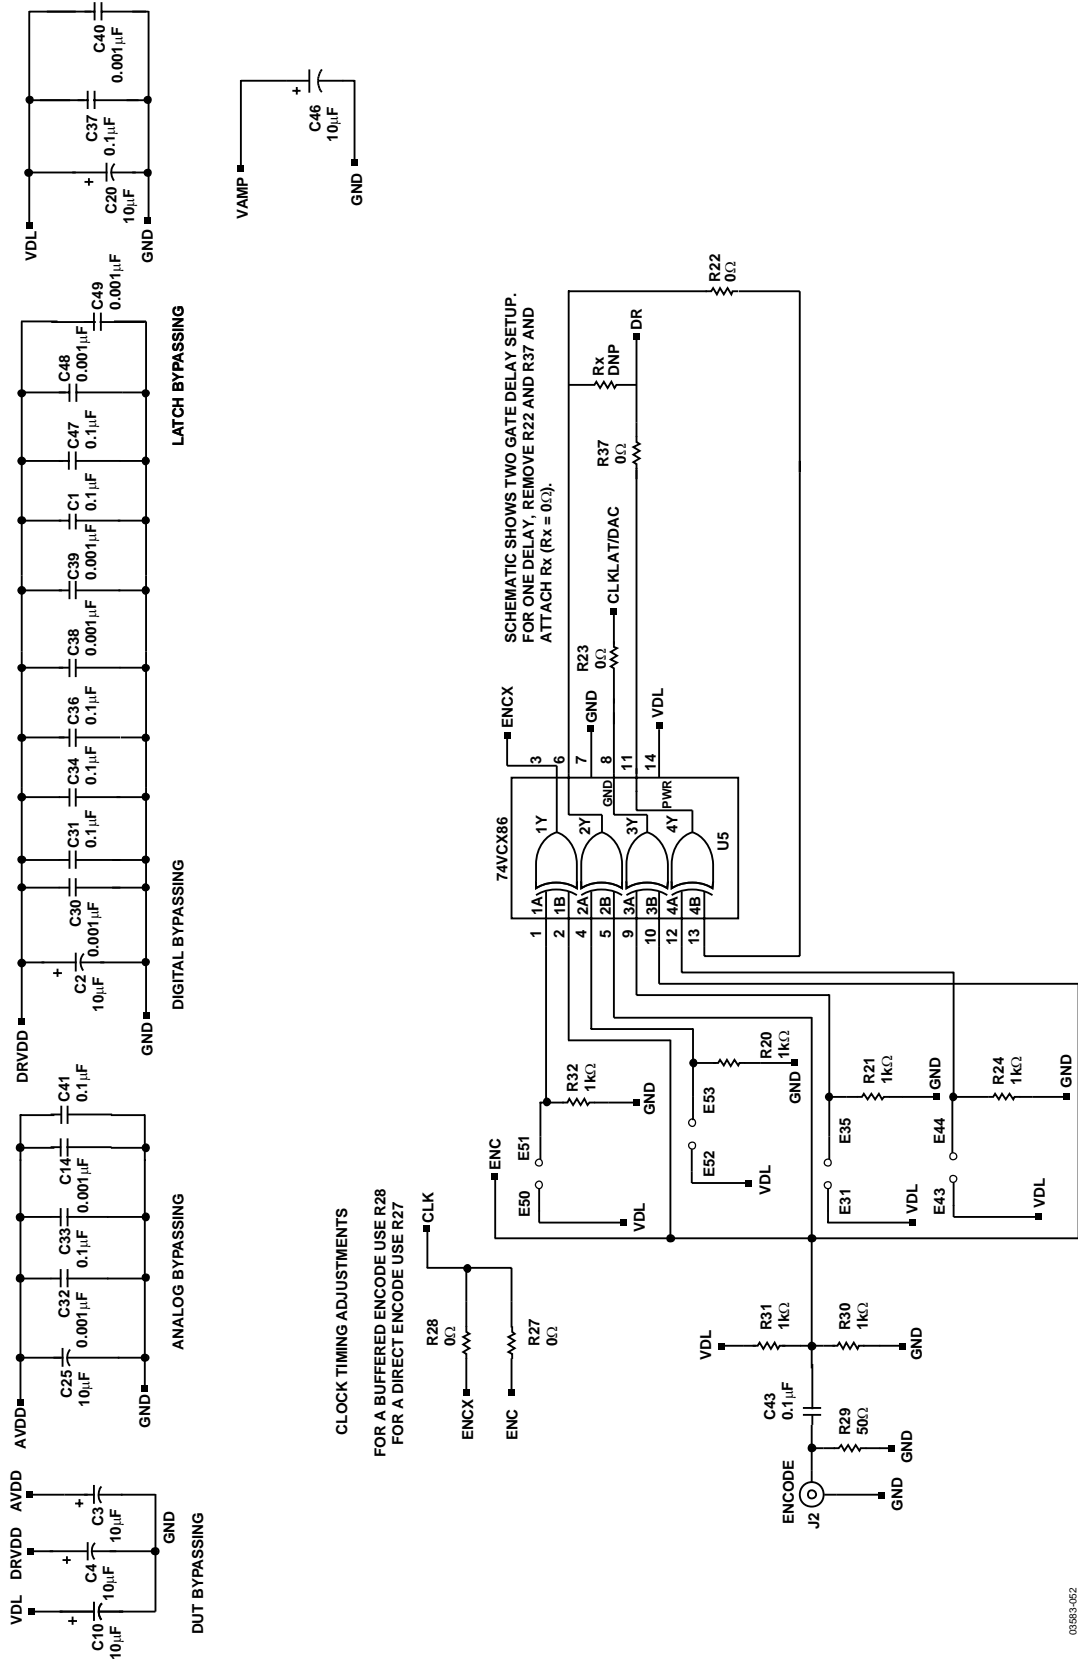 VDL
DRVDD
AVDD
C10
10µF
C4
10µF
C3
10µF
GND
DUT BYPASSING
AVDD
GND
C25
10µF
C32
0.001µF
C33
0.1µF
C14
0.001µF
C41
0.1µF
ANALOG BYPASSING
DRVDD
GND
C2
10µF
C30
0.001µF
C31
0.1µF
C34
0.1µF
C36
0.1µF
C38
0.001µF
C39
0.001µF
C1
0.1µF
C47
0.1µF
C48
0.001µF
C49
0.001µF
DIGITAL BYPASSING
LATCH BYPASSING
VDL
GND
C20
10µF
C37
0.1µF
C40
0.001µF
VAMP
GND
C46
10µF
+
+
+
+
+
+
CLOCK TIMING ADJUSTMENTS
FOR A BUFFERED ENCODE USE R28
FOR A DIRECT ENCODE USE R27
CLK
R28
0Ω
R27
0Ω
ENCX
ENC
SCHEMATIC SHOWS TWO GATE DELAY SETUP.
FOR ONE DELAY, REMOVE R22 AND R37 AND
ATTACH Rx (Rx = 0Ω).
ENC
E50
E51
VDL
R32
1kΩ
GND
E52
E53
VDL
R20
1kΩ
GND
E31
E35
VDL
R21
1kΩ
GND
E43
E44
VDL
R24
1kΩ
GND
74VCX86
U5
1
2
4
5
9
10
12
13
1A
1B
2A
2B
3A
3B
4A
4B
1Y
2Y
3Y
4Y
GND
PWR
3
6
7
8
11
14
ENCX
GND
VDL
R23
0Ω
CLKLAT/DAC
R37
0Ω
Rx
DNP
DR
R22
0Ω
ENCODE
J2
GND
C43
0.1µF
R29
50Ω
GND
VDL
R31
1kΩ
R30
1kΩ
GND
03583-052